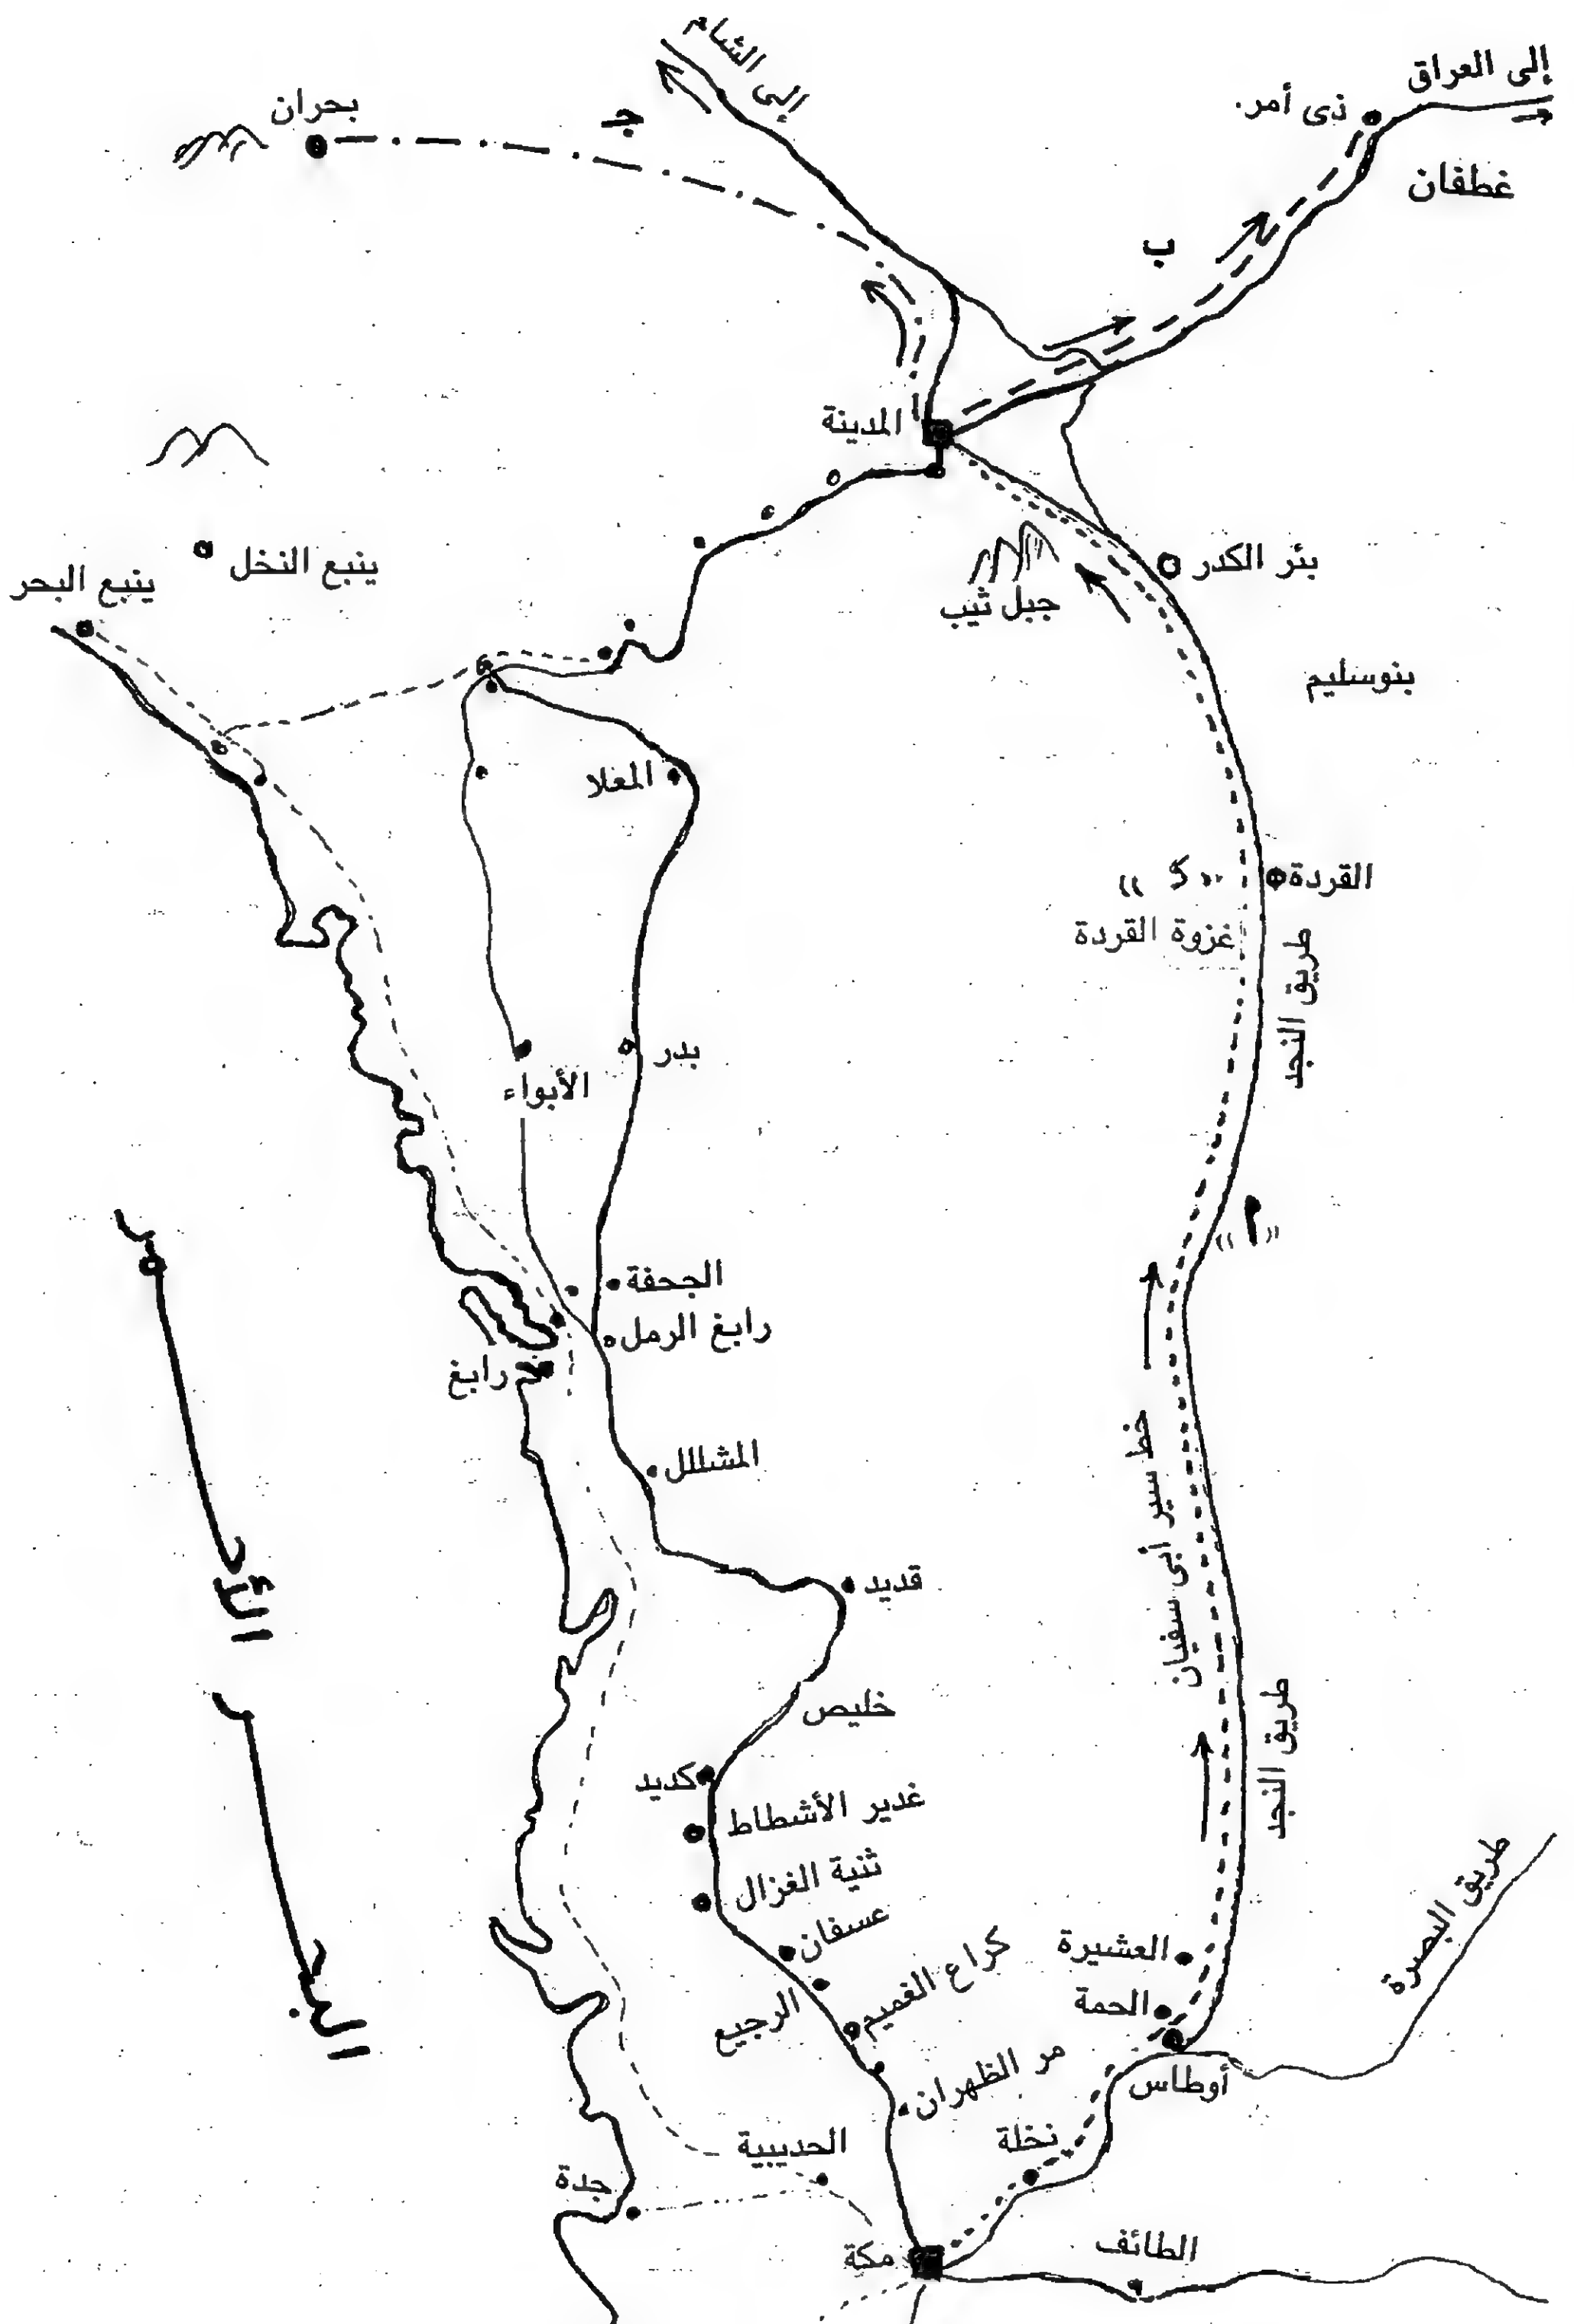 إلى الشام
إلى العراق
ذى أمر.
بحران
جـ
غطفان
ب
المدينة
بئر الكدر
ينبع النخل
ينبع البحر
جبل ثيب
بنوسليم
المعلا
القردة
غزوة القردة
طريق النجد
بدر
الأبواء
الجحفة
رابغ الرمل
رابغ
المشلل
خط سير أبى سفيان
قديد
خليص
طريق النجد
كديد
غدير الأشطاط
ثنية الغزال
عسفان
كراع الغميم
العشيرة
طريق البصرة
الحمة
الرجيع
مر الظهران
أوطاس
نخلة
الحديبية
جدة
مكة
الطائف
البحر
الأحمر